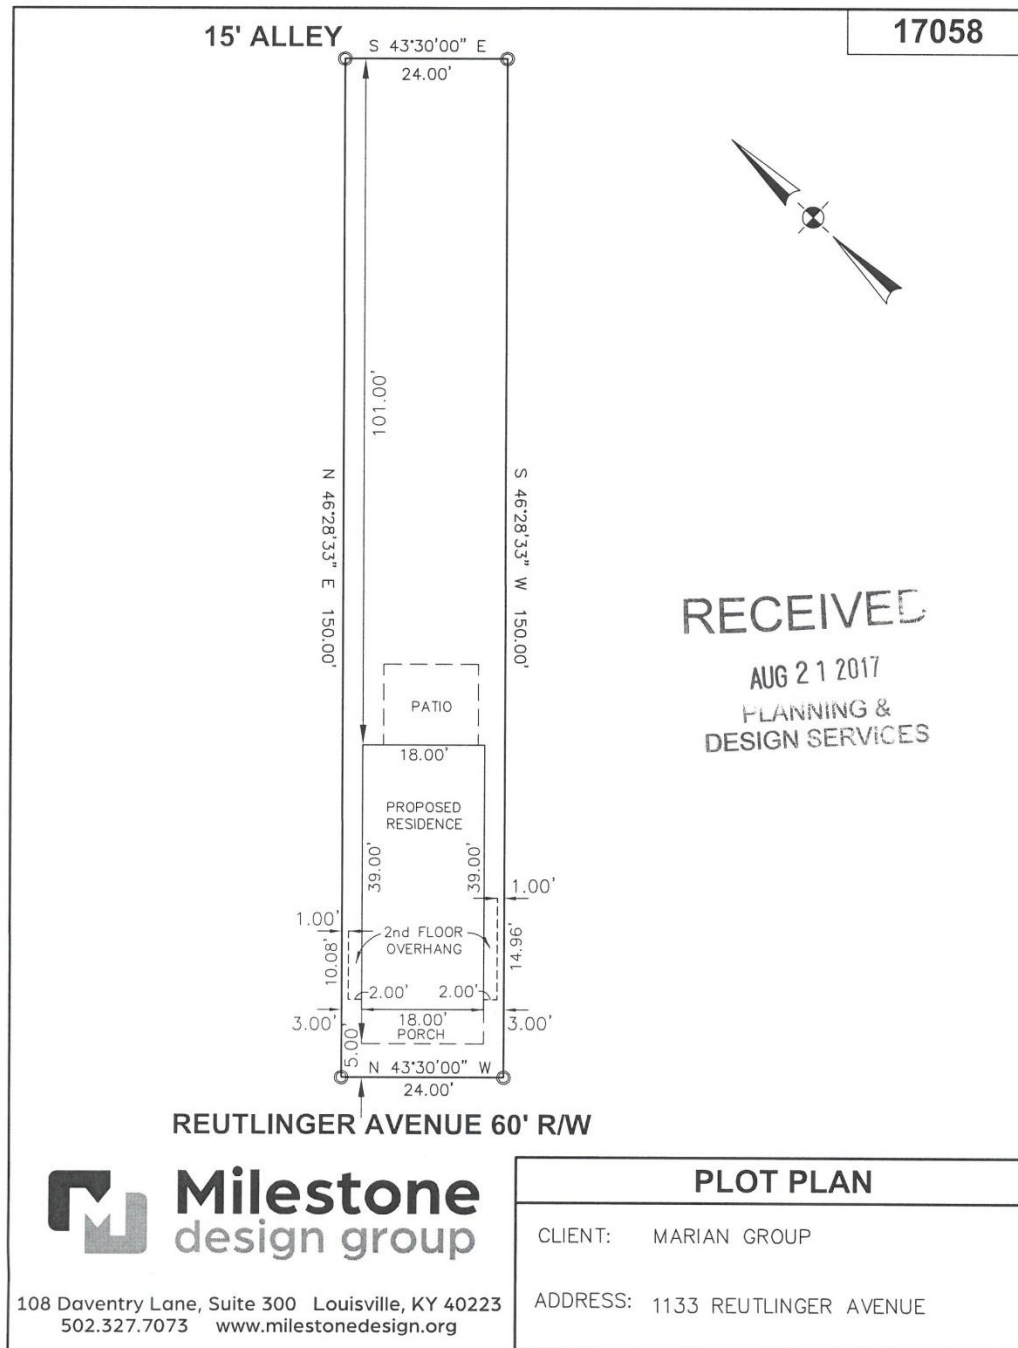 15' ALLEY
S 43°30'00" E
24.00'
17058
101.00'
N 46°28'33" E 150.00'
S 46°28'33" W 150.00'
RECEIVED
AUG 21 2017
PLANNING &
DESIGN SERVICES
PATIO
18.00'
PROPOSED
RESIDENCE
39.00'
39.00'
1.00'
1.00'
2nd FLOOR
OVERHANG
10.08'
14.96'
2.00'
2.00'
3.00'
18.00'
3.00'
PORCH
5.00
N 43°30'00" W
24.00'
REUTLINGER AVENUE 60' R/W
Milestone
design group
108 Daventry Lane, Suite 300 Louisville, KY 40223
502.327.7073 www.milestonedesign.org
PLOT PLAN
CLIENT: MARIAN GROUP
ADDRESS: 1133 REUTLINGER AVENUE